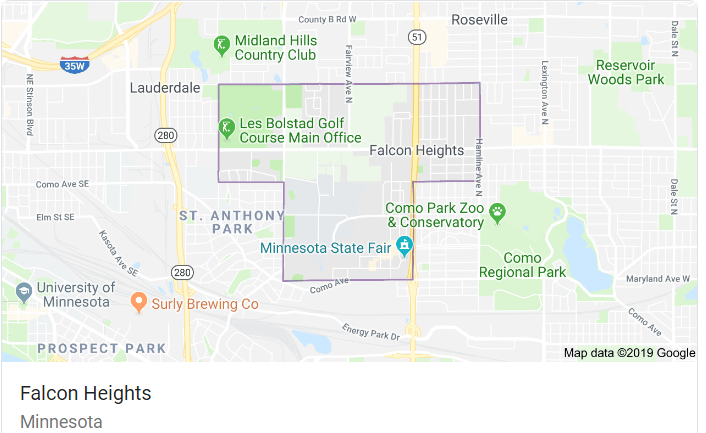 County B Rd W
Roseville
Midland Hills
Country Club
51
Dale St N
35W
Fairview Ave N
Lexington Ave N
Reservoir
Woods Park
NE Stinson Blvd
Lauderdale
Les Bolstad Golf
Course Main Office
280
Falcon Heights
Hamline Ave N
Como Ave SE
Dale St N
Elm St SE
ST. ANTHONY
PARK
Como Park Zoo
& Conservatory
Kasota Ave SE
Minnesota State Fair
Como
Regional Park
280
University of
Minnesota
Como Ave
Maryland Ave W
Surly Brewing Co
Como Ave
Energy Park Dr
PROSPECT PARK
Map data ©2019 Google
Falcon Heights
Minnesota